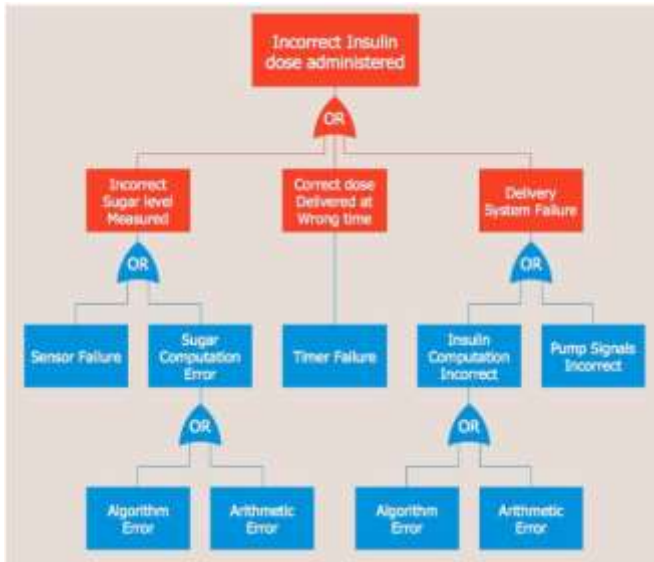 Incorrect Insulin
dose administered
OR
Incorrect
Sugar level
Measured
Correct dose
Delivered at
Wrong time
Delivery
System Failure
OR
OR
Sensor Failure
Sugar
Computation
Error
Timer Failure
Insulin
Computation
Incorrect
Pump Signals
Incorrect
OR
OR
Algorithm
Error
Arithmetic
Error
Algorithm
Error
Arithmetic
Error